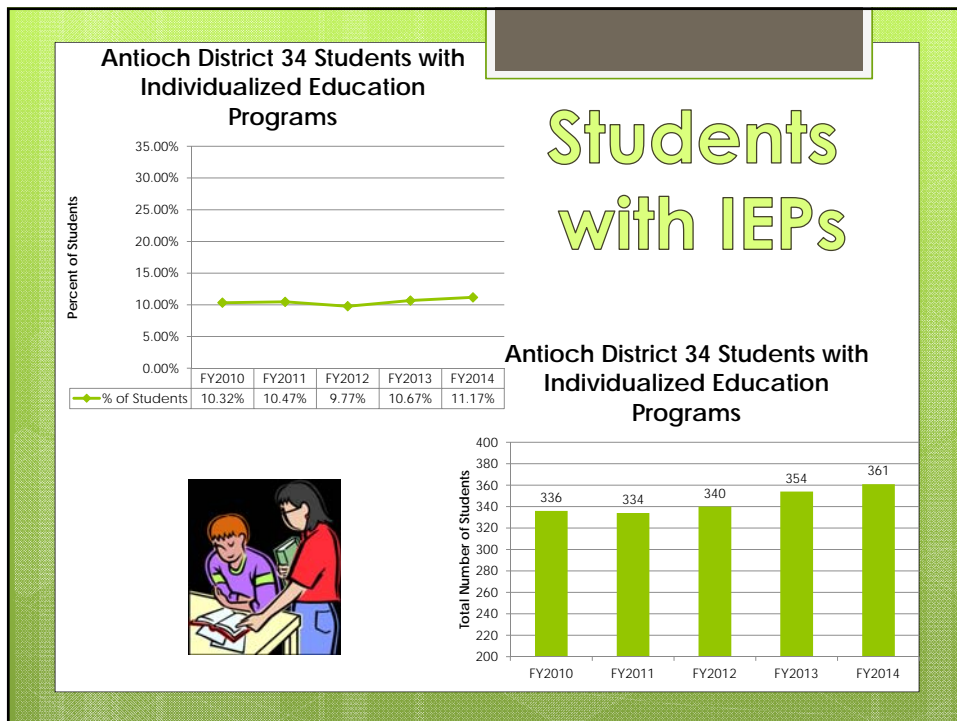 Antioch District 34 Students with
Individualized Education
Programs
Students
with IEPs
Percent of Students
35.00%
30.00%
25.00%
20.00%
15.00%
10.00%
5.00%
0.00%
FY2010 FY2011 FY2012 FY2013 FY2014
% of Students 10.32% 10.47% 9.77% 10.67% 11.17%
Antioch District 34 Students with
Individualized Education
Programs
Total Number of Students
400
380
360
340
320
300
280
260
240
220
200
336 334 340 354 361
FY2010 FY2011 FY2012 FY2013 FY2014